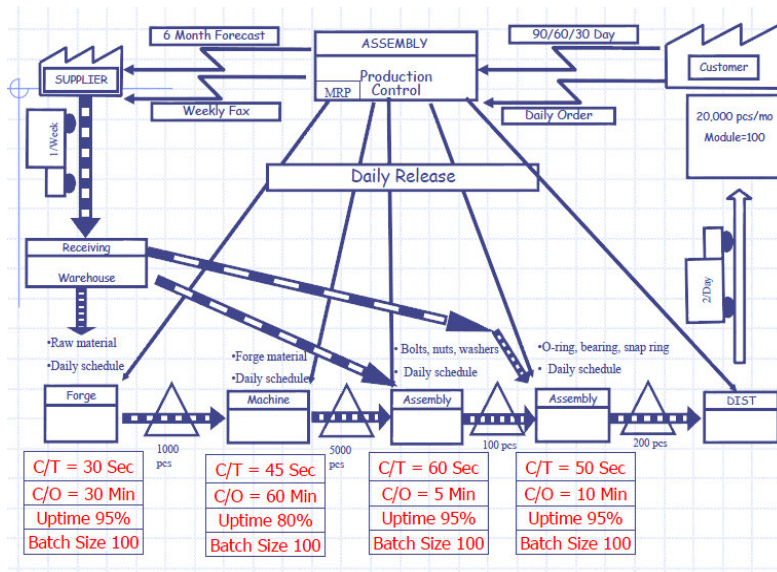 6 Month Forecast
ASSEMBLY
90/60/30 Day
SUPPLIER
Production
Control
MRP
Customer
Weekly Fax
Daily Order
20,000 pcs/mo
Module=100
1/Week
Daily Release
Receiving
Warehouse
2/Day
•Raw material
•Daily schedule
•Forge material
•Daily schedule
• Bolts, nuts, washers
• Daily schedule
•O-ring, bearing, snap ring
• Daily schedule
Forge
Machine
Assembly
Assembly
DIST
1000
pcs
5000
pcs
100 pcs
200 pcs
C/T = 30 Sec
C/O = 30 Min
Uptime 95%
Batch Size 100
C/T = 45 Sec
C/O = 60 Min
Uptime 80%
Batch Size 100
C/T = 60 Sec
C/O = 5 Min
Uptime 95%
Batch Size 100
C/T = 50 Sec
C/O = 10 Min
Uptime 95%
Batch Size 100